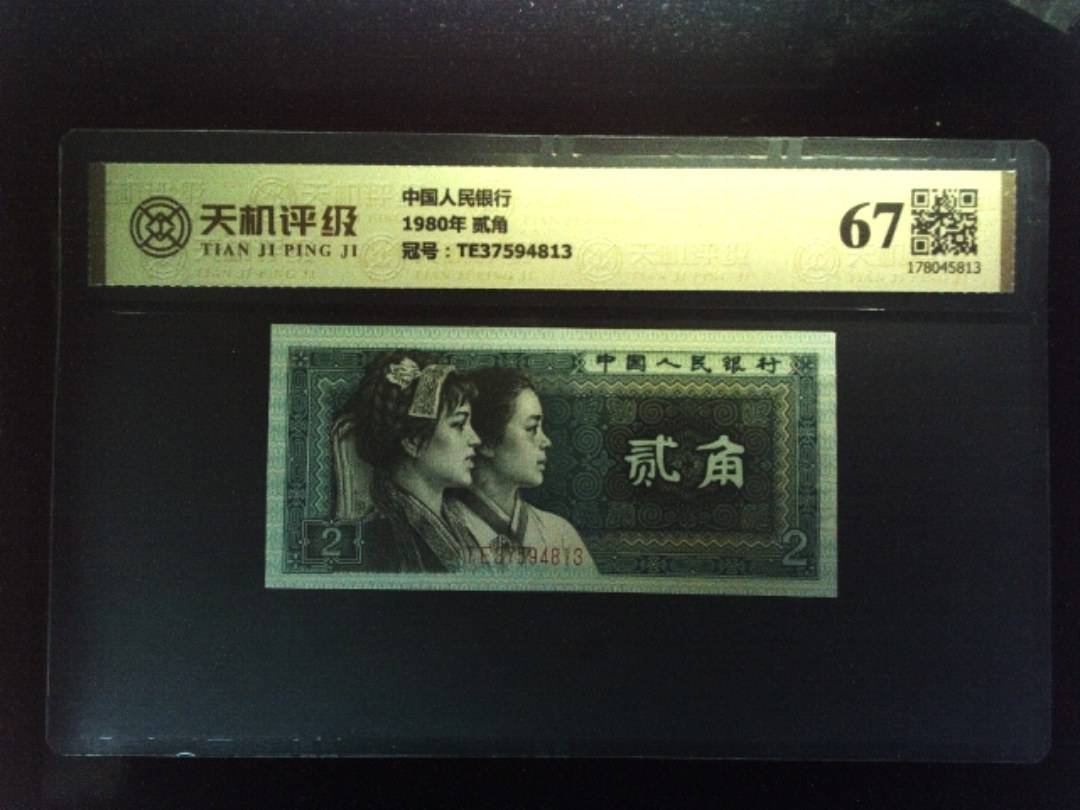 天机评级
TIAN JI PING JI
中国人民银行
1980年 贰角
冠号：TE37594813
67
178045813
中国人民银行
贰角
2
TE37594813
2